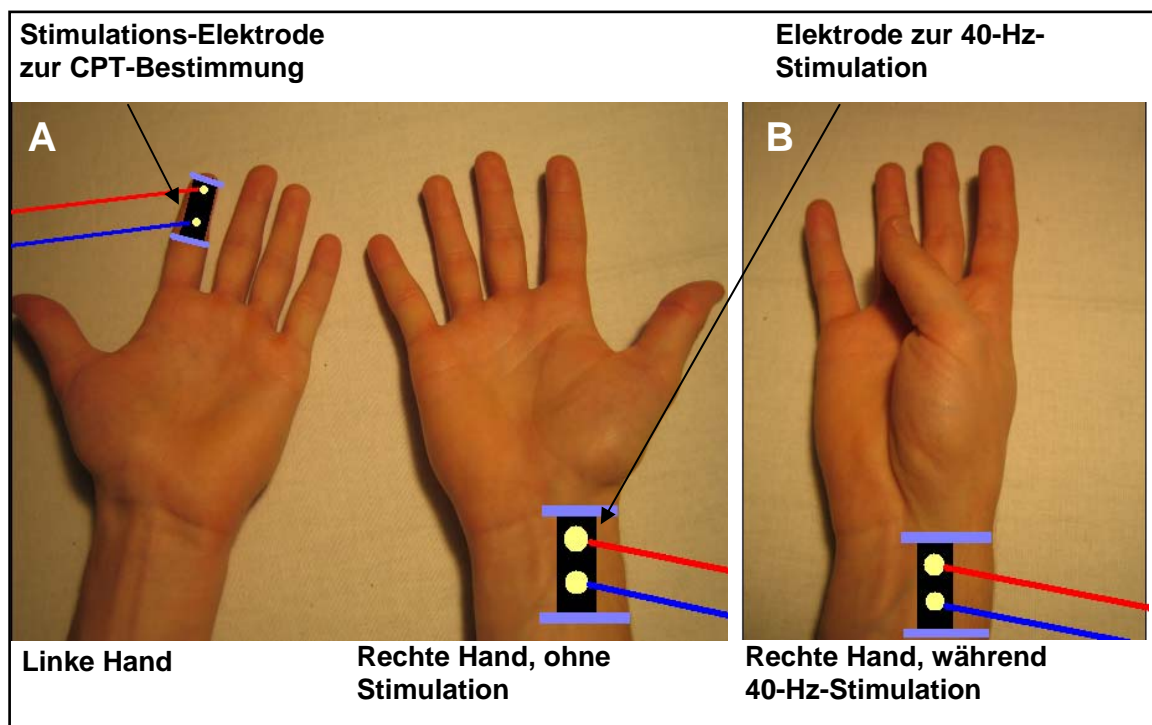 Stimulations-Elektrode
zur CPT-Bestimmung
Elektrode zur 40-Hz-
Stimulation
A
B
Linke Hand
Rechte Hand, ohne
Stimulation
Rechte Hand, während
40-Hz-Stimulation